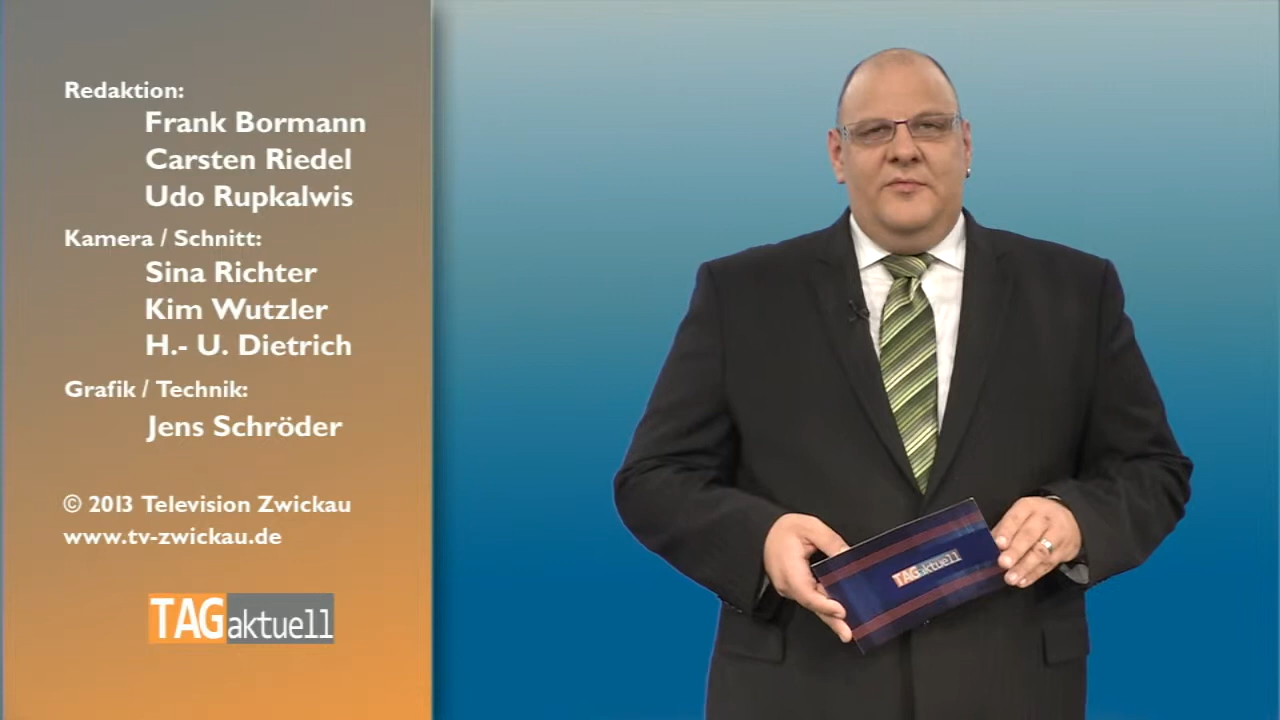 Redaktion:
Frank Bormann
Carsten Riedel
Udo Rupkalwis
Kamera / Schnitt:
Sina Richter
Kim Wutzler
H.- U. Dietrich
Grafik / Technik:
Jens Schröder
© 2013 Television Zwickau
www.tv-zwickau.de
TAGaktuell
TAGaktuell